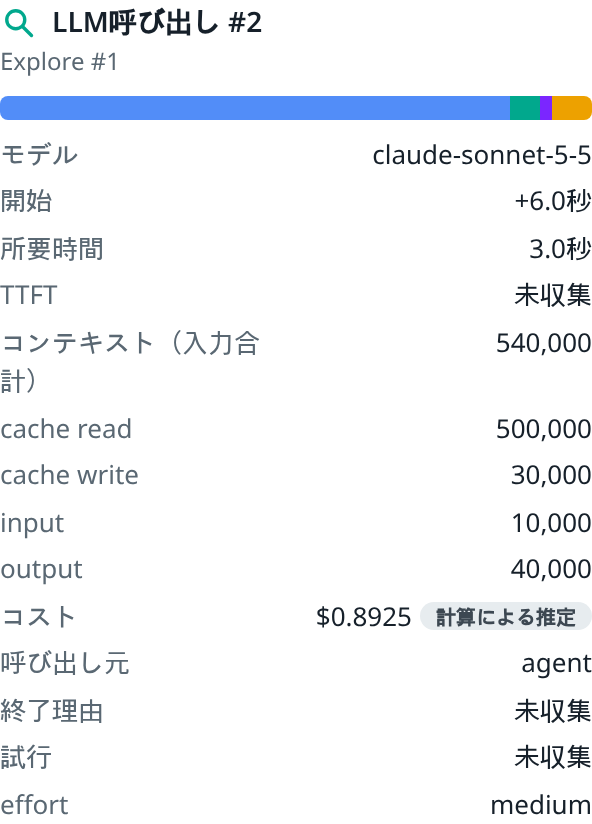 LLM呼び出し #2
Explore #1
モデル claude-sonnet-5-5
開始 +6.0秒
所要時間 3.0秒
TTFT 未収集
コンテキスト（入力合 540,000
計）
cache read 500,000
cache write 30,000
input 10,000
output 40,000
コスト $0.8925 計算による推定
呼び出し元 agent
終了理由 未収集
試行 未収集
effort medium